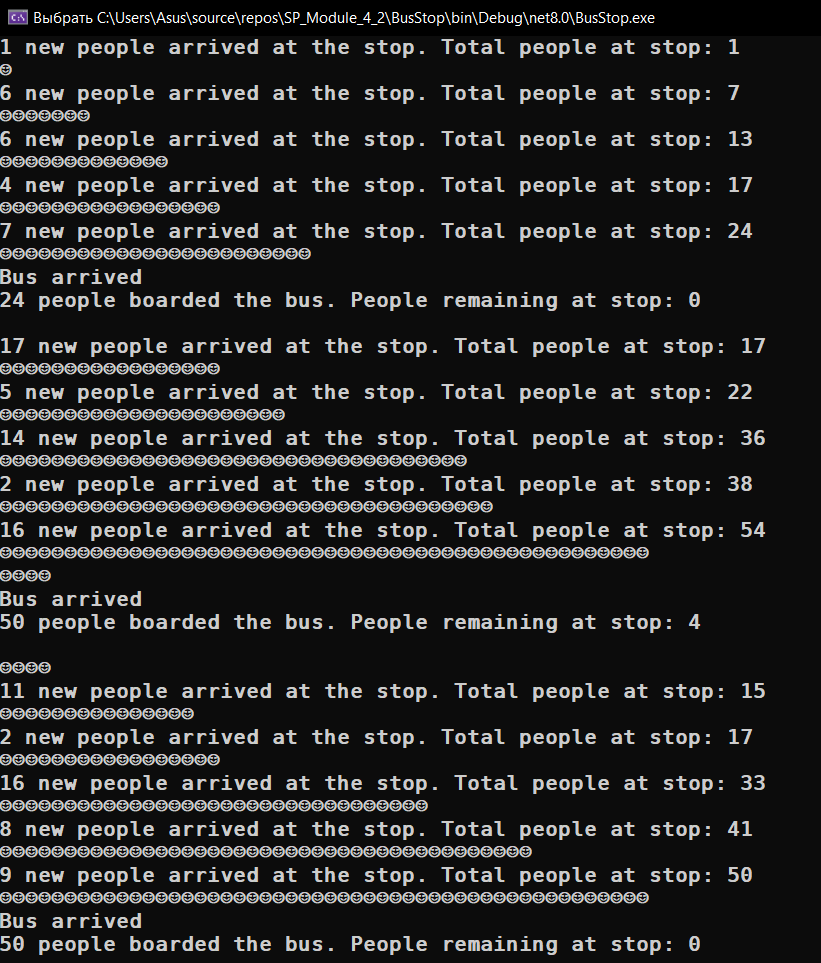 Выбрать C:\Users\Asus\source\repos\SP_Module_4_2\BusStop\bin\Debug\net8.0\BusStop.exe
1 new people arrived at the stop. Total people at stop: 1
☺
6 new people arrived at the stop. Total people at stop: 7
☺☺☺☺☺☺☺
6 new people arrived at the stop. Total people at stop: 13
☺☺☺☺☺☺☺☺☺☺☺☺☺
4 new people arrived at the stop. Total people at stop: 17
☺☺☺☺☺☺☺☺☺☺☺☺☺☺☺☺☺
7 new people arrived at the stop. Total people at stop: 24
☺☺☺☺☺☺☺☺☺☺☺☺☺☺☺☺☺☺☺☺☺☺☺☺
Bus arrived
24 people boarded the bus. People remaining at stop: 0
17 new people arrived at the stop. Total people at stop: 17
☺☺☺☺☺☺☺☺☺☺☺☺☺☺☺☺☺
5 new people arrived at the stop. Total people at stop: 22
☺☺☺☺☺☺☺☺☺☺☺☺☺☺☺☺☺☺☺☺☺☺
14 new people arrived at the stop. Total people at stop: 36
☺☺☺☺☺☺☺☺☺☺☺☺☺☺☺☺☺☺☺☺☺☺☺☺☺☺☺☺☺☺☺☺☺☺☺☺
2 new people arrived at the stop. Total people at stop: 38
☺☺☺☺☺☺☺☺☺☺☺☺☺☺☺☺☺☺☺☺☺☺☺☺☺☺☺☺☺☺☺☺☺☺☺☺☺☺
16 new people arrived at the stop. Total people at stop: 54
☺☺☺☺☺☺☺☺☺☺☺☺☺☺☺☺☺☺☺☺☺☺☺☺☺☺☺☺☺☺☺☺☺☺☺☺☺☺☺☺☺☺☺☺☺☺☺☺☺☺
☺☺☺☺
Bus arrived
50 people boarded the bus. People remaining at stop: 4
☺☺☺☺
11 new people arrived at the stop. Total people at stop: 15
☺☺☺☺☺☺☺☺☺☺☺☺☺☺☺
2 new people arrived at the stop. Total people at stop: 17
☺☺☺☺☺☺☺☺☺☺☺☺☺☺☺☺☺
16 new people arrived at the stop. Total people at stop: 33
☺☺☺☺☺☺☺☺☺☺☺☺☺☺☺☺☺☺☺☺☺☺☺☺☺☺☺☺☺☺☺☺☺
8 new people arrived at the stop. Total people at stop: 41
☺☺☺☺☺☺☺☺☺☺☺☺☺☺☺☺☺☺☺☺☺☺☺☺☺☺☺☺☺☺☺☺☺☺☺☺☺☺☺☺☺
9 new people arrived at the stop. Total people at stop: 50
☺☺☺☺☺☺☺☺☺☺☺☺☺☺☺☺☺☺☺☺☺☺☺☺☺☺☺☺☺☺☺☺☺☺☺☺☺☺☺☺☺☺☺☺☺☺☺☺☺☺
Bus arrived
50 people boarded the bus. People remaining at stop: 0